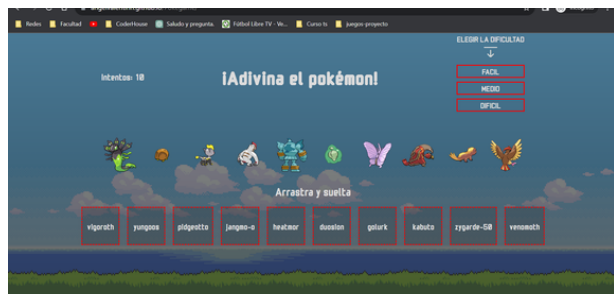 Redes Facultad CoderHouse Saludo y pregunta. Fútbol Libre TV - Ve... Curso ts juegos-proyecto
ELEGIR LA DIFICULTAD
Intentos: 10
¡Adivina el pokémon!
FACIL
MEDIO
DIFICIL
Arrastra y suelta
vigoroth yungoos pidgeotto jangmo-o heatmor duosion golurk kabuto zygarde-50 venomoth